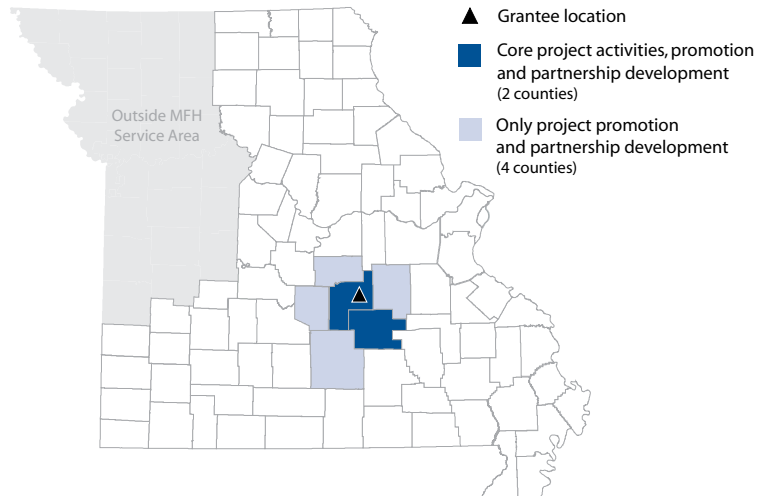 Grantee location
Core project activities, promotion
and partnership development
(2 counties)
Only project promotion
and partnership development
(4 counties)
Outside MFH
Service Area